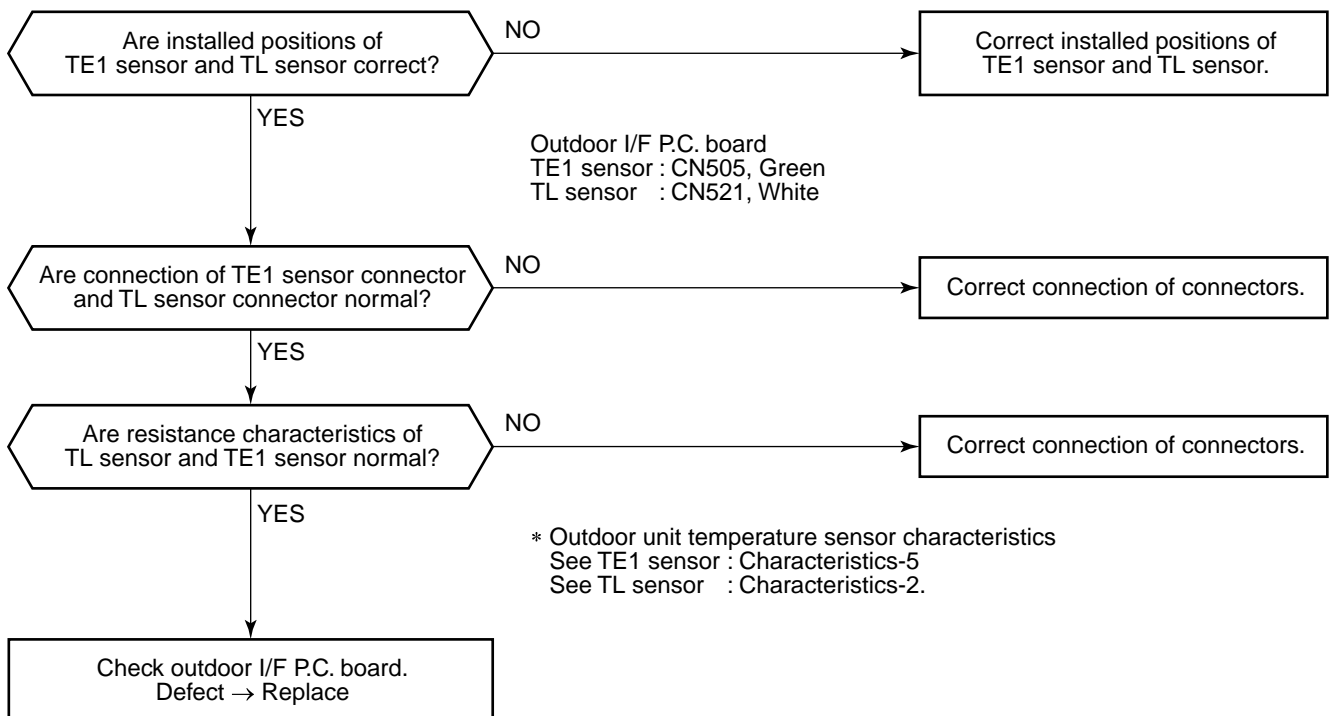 Are installed positions of
TE1 sensor and TL sensor correct?
NO
Correct installed positions of
TE1 sensor and TL sensor.
YES
Outdoor I/F P.C. board
TE1 sensor : CN505, Green
TL sensor : CN521, White
Are connection of TE1 sensor connector
and TL sensor connector normal?
NO
Correct connection of connectors.
YES
Are resistance characteristics of
TL sensor and TE1 sensor normal?
NO
Correct connection of connectors.
YES
* Outdoor unit temperature sensor characteristics
See TE1 sensor : Characteristics-5
See TL sensor : Characteristics-2.
Check outdoor I/F P.C. board.
Defect → Replace